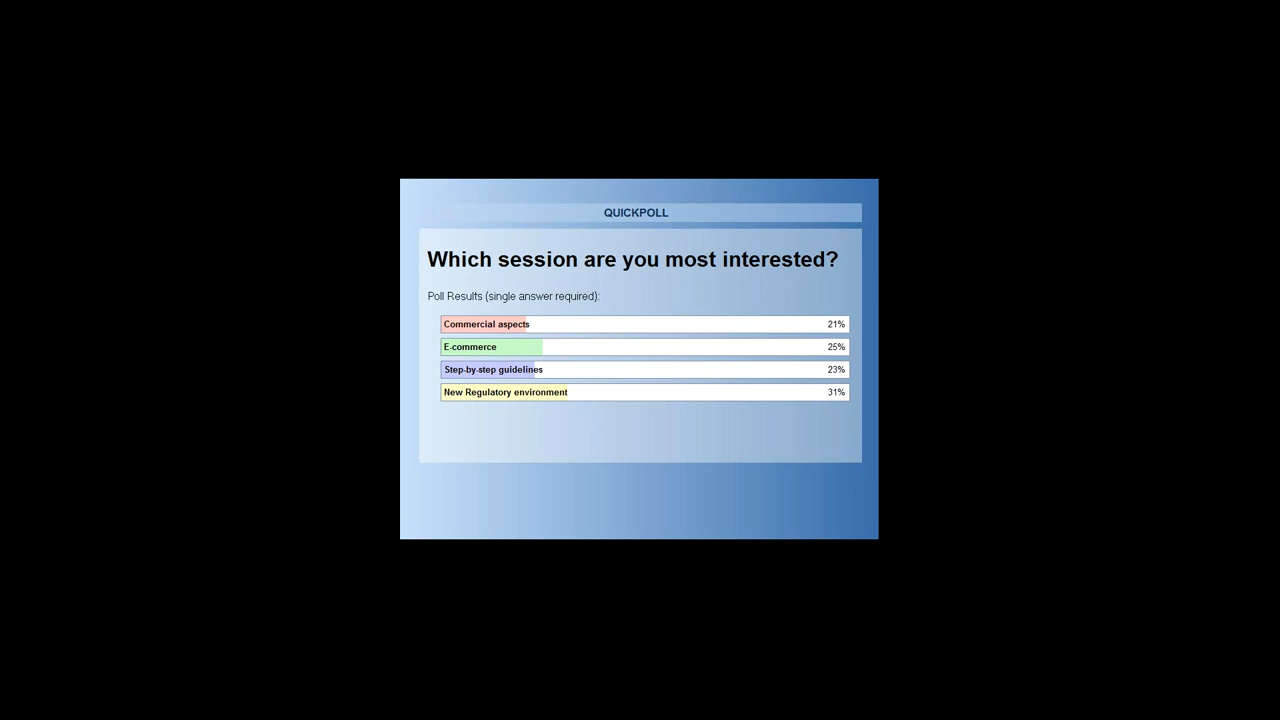 QUICKPOLL
Which session are you most interested?
Poll Results (single answer required):
Commercial aspects 21%
E-commerce 25%
Step-by-step guidelines 23%
New Regulatory environment 31%